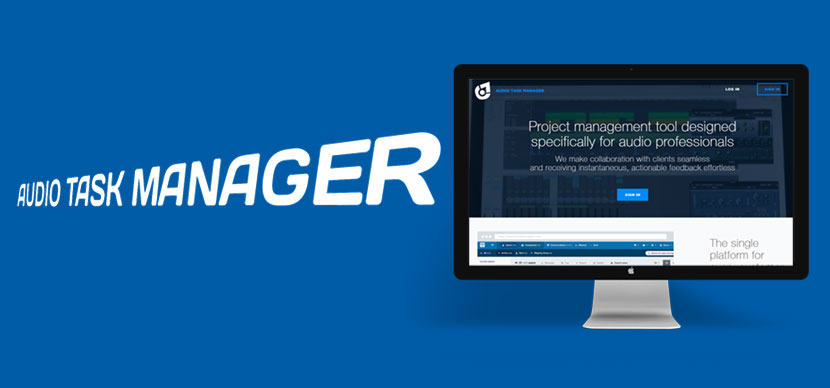 AUDIO TASK MANAGER
AUDIO TASK MANAGER
LOG IN
SIGN IN
Project management tool designed
specifically for audio professionals
We make collaboration with clients seamless
and receiving instantaneous, actionable feedback effortless
SIGN IN
The single
platform for